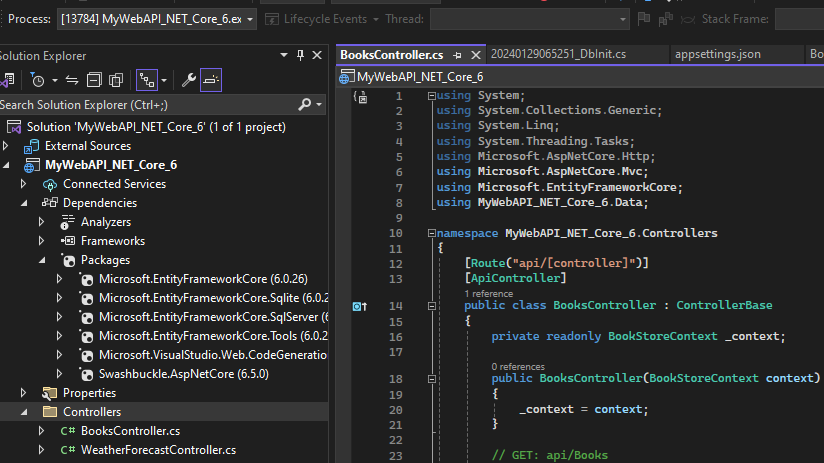 Process: [13784] MyWebAPI_NET_Core_6.ex Lifecycle Events Thread: Stack Frame:
Solution Explorer
Search Solution Explorer (Ctrl+;)
Solution 'MyWebAPI_NET_Core_6' (1 of 1 project)
External Sources
MyWebAPI_NET_Core_6
Connected Services
Dependencies
Analyzers
Frameworks
Packages
Microsoft.EntityFrameworkCore (6.0.26)
Microsoft.EntityFrameworkCore.Sqlite (6.0.2
Microsoft.EntityFrameworkCore.SqlServer (6
Microsoft.EntityFrameworkCore.Tools (6.0.2
Microsoft.VisualStudio.Web.CodeGeneration
Swashbuckle.AspNetCore (6.5.0)
Properties
Controllers
C# BooksController.cs
C# WeatherForecastController.cs
BooksController.cs 20240129065251_DbInit.cs appsettings.json Bo
MyWebAPI_NET_Core_6
1 using System;
2 using System.Collections.Generic;
3 using System.Linq;
4 using System.Threading.Tasks;
5 using Microsoft.AspNetCore.Http;
6 using Microsoft.AspNetCore.Mvc;
7 using Microsoft.EntityFrameworkCore;
8 using MyWebAPI_NET_Core_6.Data;
9
10 namespace MyWebAPI_NET_Core_6.Controllers
11 {
12 [Route("api/[controller]")]
13 [ApiController]
1 reference
14 public class BooksController : ControllerBase
15 {
16 private readonly BookStoreContext _context;
17
0 references
18 public BooksController(BookStoreContext context)
19 {
20 _context = context;
21 }
22
23 // GET: api/Books